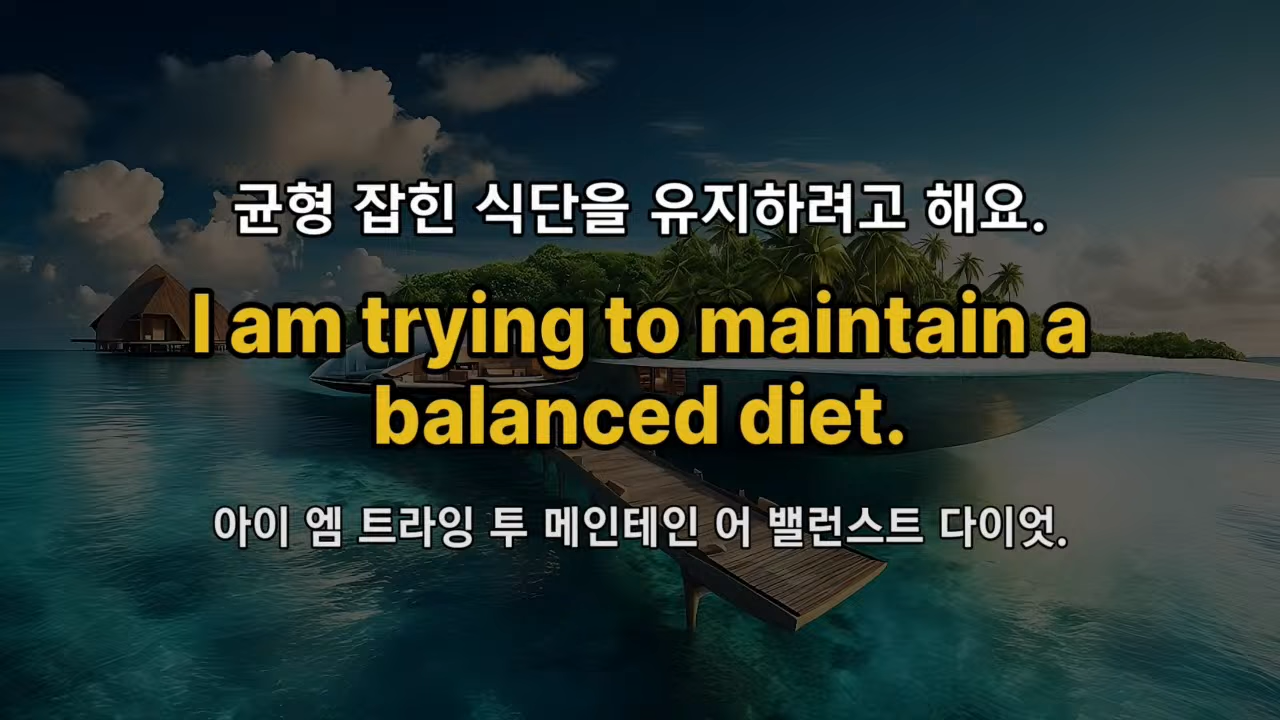 균형 잡힌 식단을 유지하려고 해요.
I am trying to maintain a
balanced diet.
아이 엠 트라잉 투 메인테인 어 밸런스트 다이엇.